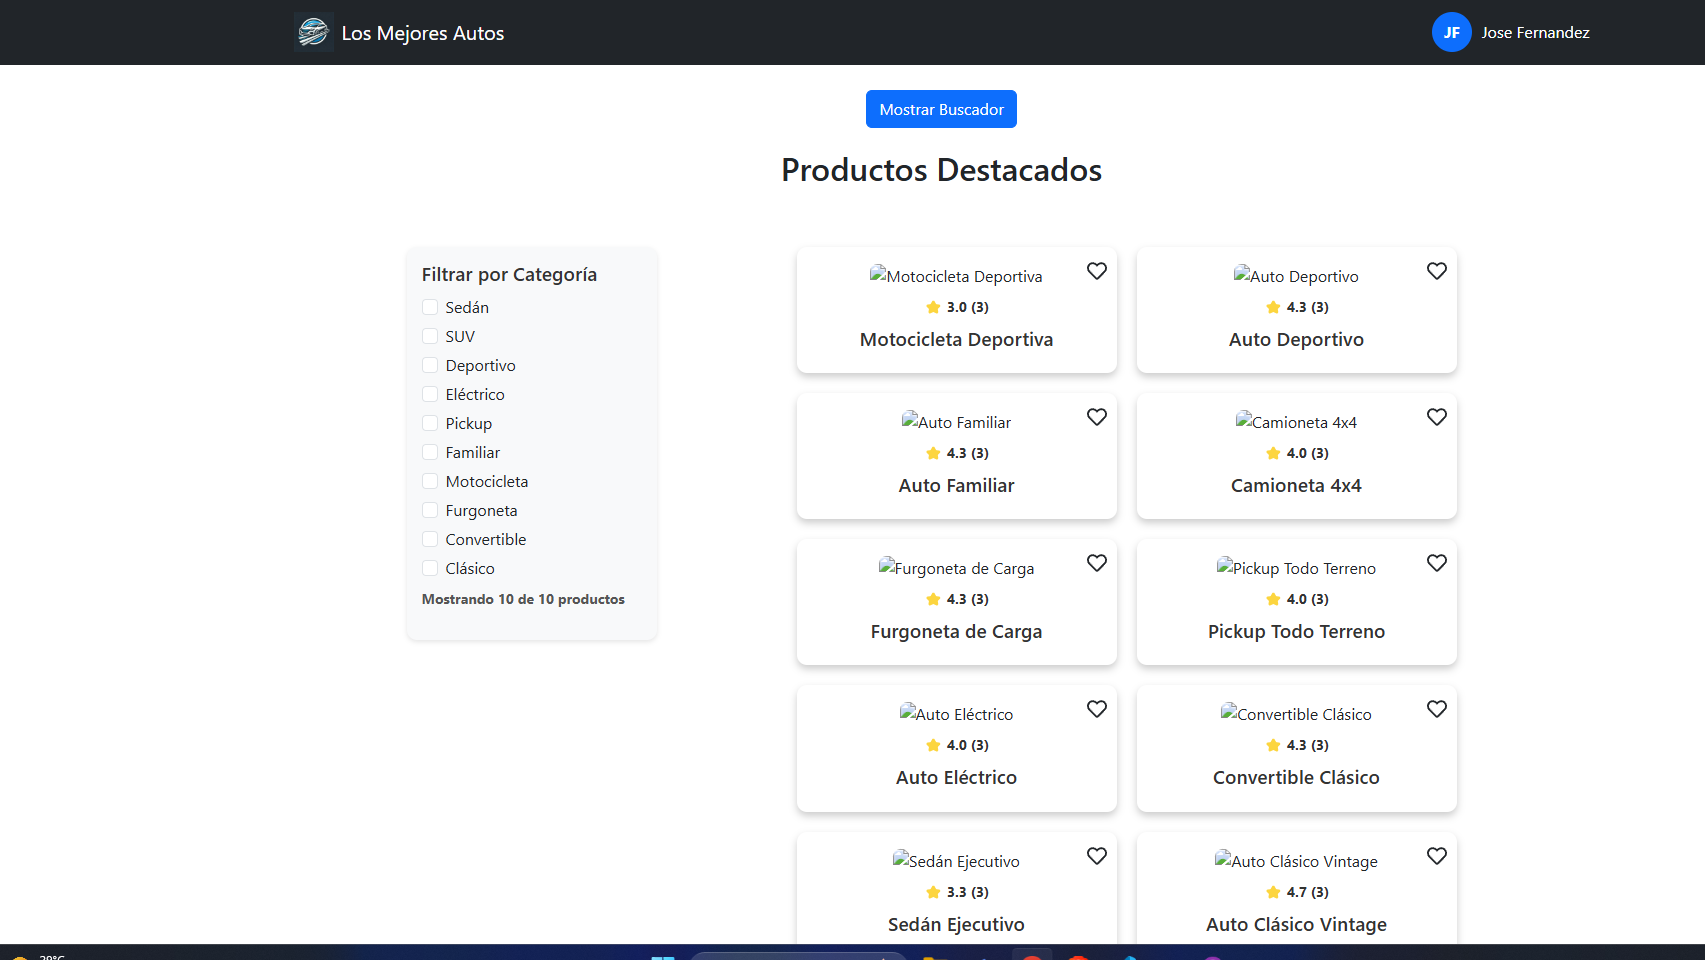 Los Mejores Autos
JF Jose Fernandez
Mostrar Buscador
Productos Destacados
Filtrar por Categoría
Sedán
SUV
Deportivo
Eléctrico
Pickup
Familiar
Motocicleta
Furgoneta
Convertible
Clásico
Mostrando 10 de 10 productos
Motocicleta Deportiva
3.0 (3)
Motocicleta Deportiva
Auto Deportivo
4.3 (3)
Auto Deportivo
Auto Familiar
4.3 (3)
Auto Familiar
Camioneta 4x4
4.0 (3)
Camioneta 4x4
Furgoneta de Carga
4.3 (3)
Furgoneta de Carga
Pickup Todo Terreno
4.0 (3)
Pickup Todo Terreno
Auto Eléctrico
4.0 (3)
Auto Eléctrico
Convertible Clásico
4.3 (3)
Convertible Clásico
Sedán Ejecutivo
3.3 (3)
Sedán Ejecutivo
Auto Clásico Vintage
4.7 (3)
Auto Clásico Vintage